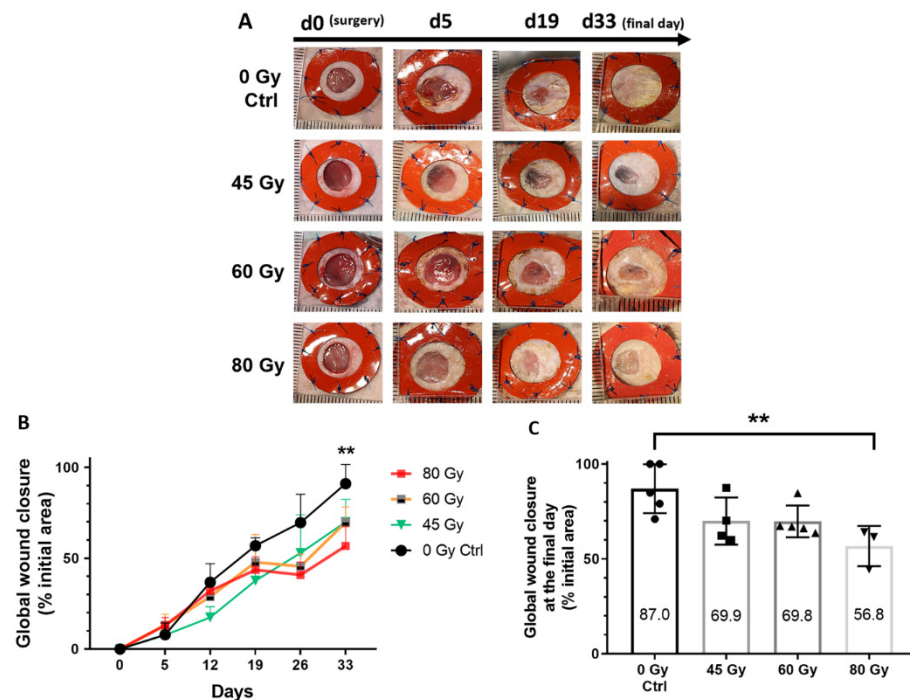 A
d0 (surgery) d5 d19 d33 (final day)
0 Gy
Ctrl
45 Gy
60 Gy
80 Gy
B
Global wound closure
(% initial area)
100
50
0
0 5 12 19 26 33
Days
**
80 Gy
60 Gy
45 Gy
0 Gy Ctrl
C
**
Global wound closure
at the final day
(% initial area)
100
50
0
87.0 69.9 69.8 56.8
0 Gy
Ctrl
45 Gy 60 Gy 80 Gy